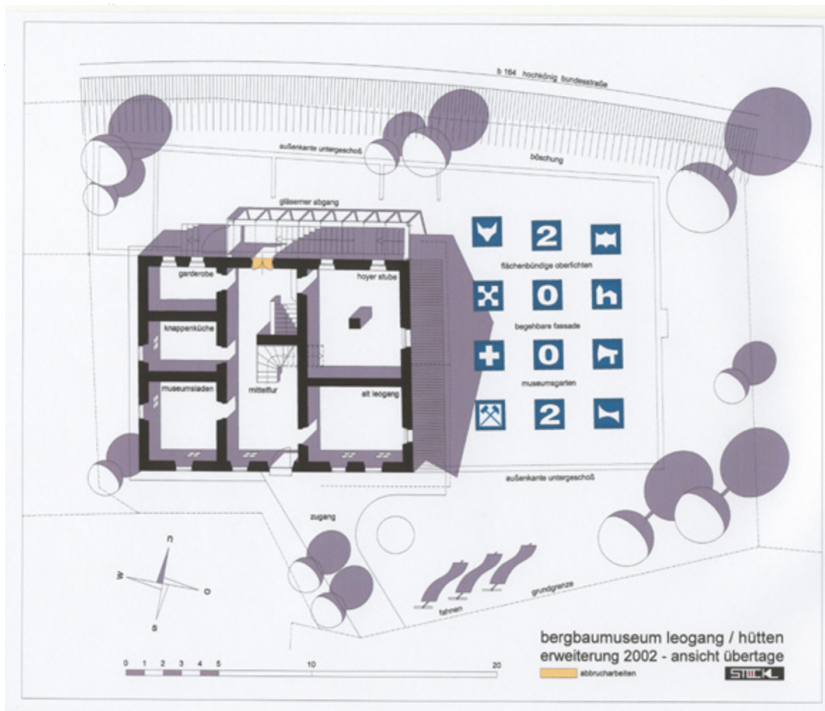 b 164 hochkönig bundesstraße
außenkante untergeschoß
böschung
gläserner abgang
2
flächenbündige oberlichten
garderobe
hoyer stube
0
begehbare fassade
knappenküche
0
museumsgarten
museumsladen
mittelflur
alt leogang
2
außenkante untergeschoß
zugang
n
w
o
s
fahnen
grundgrenze
0 1 2 3 4 5 10 20
bergbaumuseum leogang / hütten
erweiterung 2002 - ansicht übertage
abbrucharbeiten